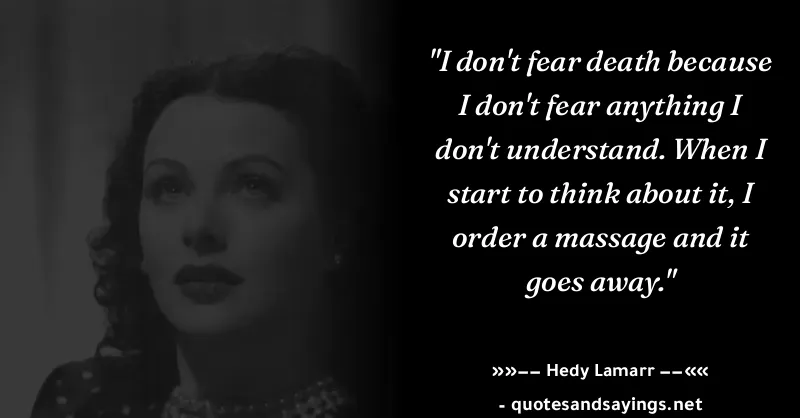 "I don't fear death because
I don't fear anything I
don't understand. When I
start to think about it, I
order a massage and it
goes away."
»»−− Hedy Lamarr −−««
- quotesandsayings.net